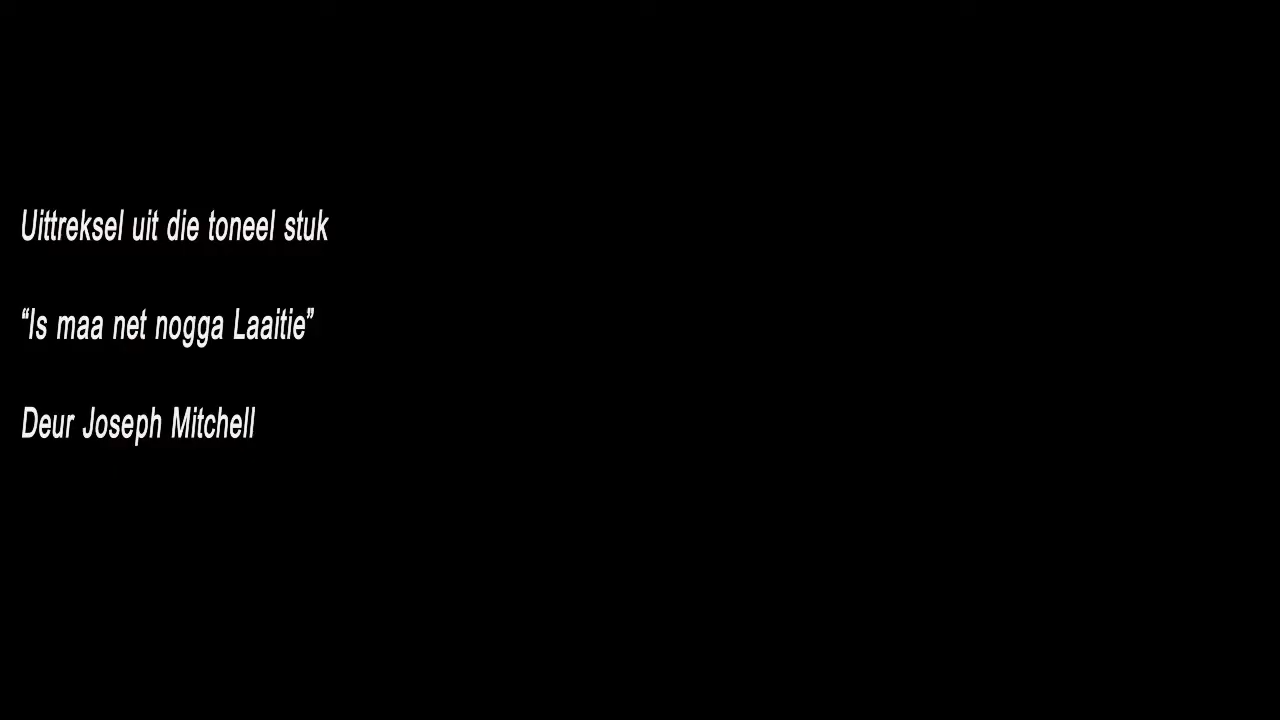 Uittreksel uit die toneel stuk
“Is maa net nogga Laaitie”
Deur Joseph Mitchell